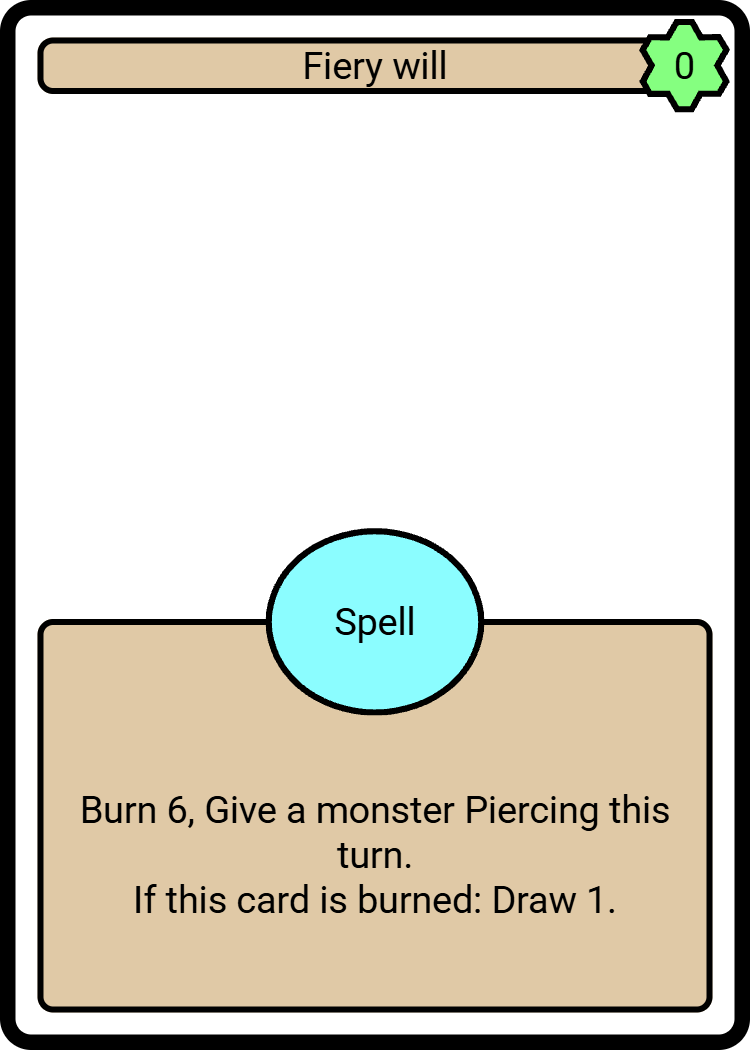 Fiery will
0
Spell
Burn 6, Give a monster Piercing this
turn.
If this card is burned: Draw 1.